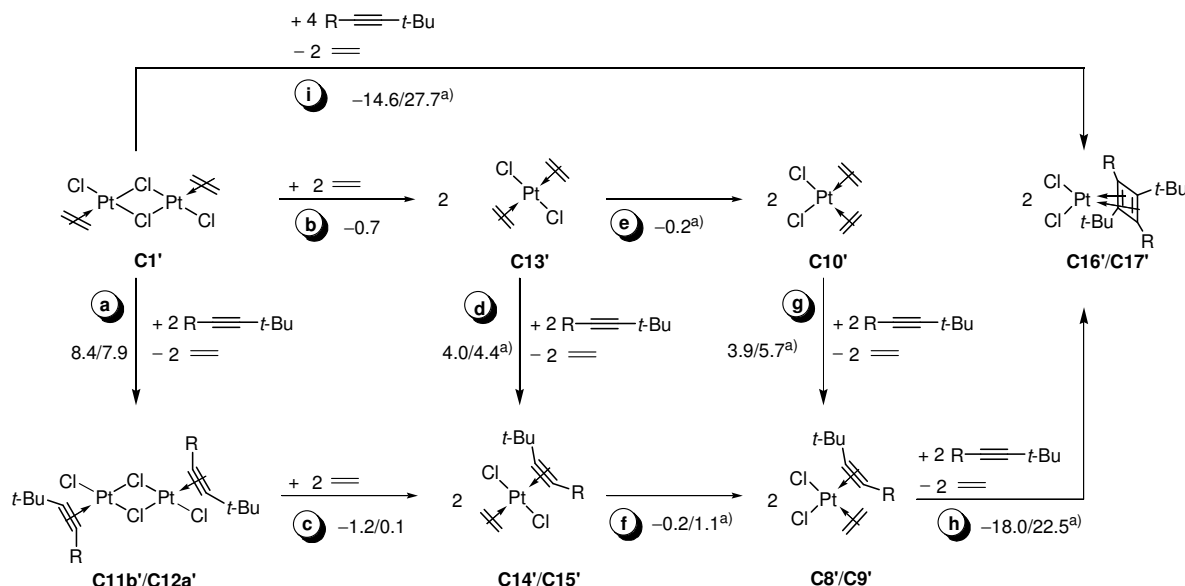 + 4 R t-Bu
− 2
i −14.6/27.7a)
Cl Cl Pt Pt Cl Cl
C1'
+ 2
b −0.7
2 Cl Pt Cl
C13'
e −0.2a)
2 Cl Pt Cl
C10'
2 Cl Pt Cl R t-Bu t-Bu R
C16'/C17'
a + 2 R t-Bu
8.4/7.9 − 2
d + 2 R t-Bu
4.0/4.4a) − 2
g + 2 R t-Bu
3.9/5.7a) − 2
R t-Bu Cl Cl Pt Pt Cl Cl t-Bu R
C11b'/C12a'
+ 2
c −1.2/0.1
2 t-Bu Cl Pt R Cl
C14'/C15'
f −0.2/1.1a)
2 t-Bu Cl Pt R Cl
C8'/C9'
+ 2 R t-Bu
− 2
h −18.0/22.5a)